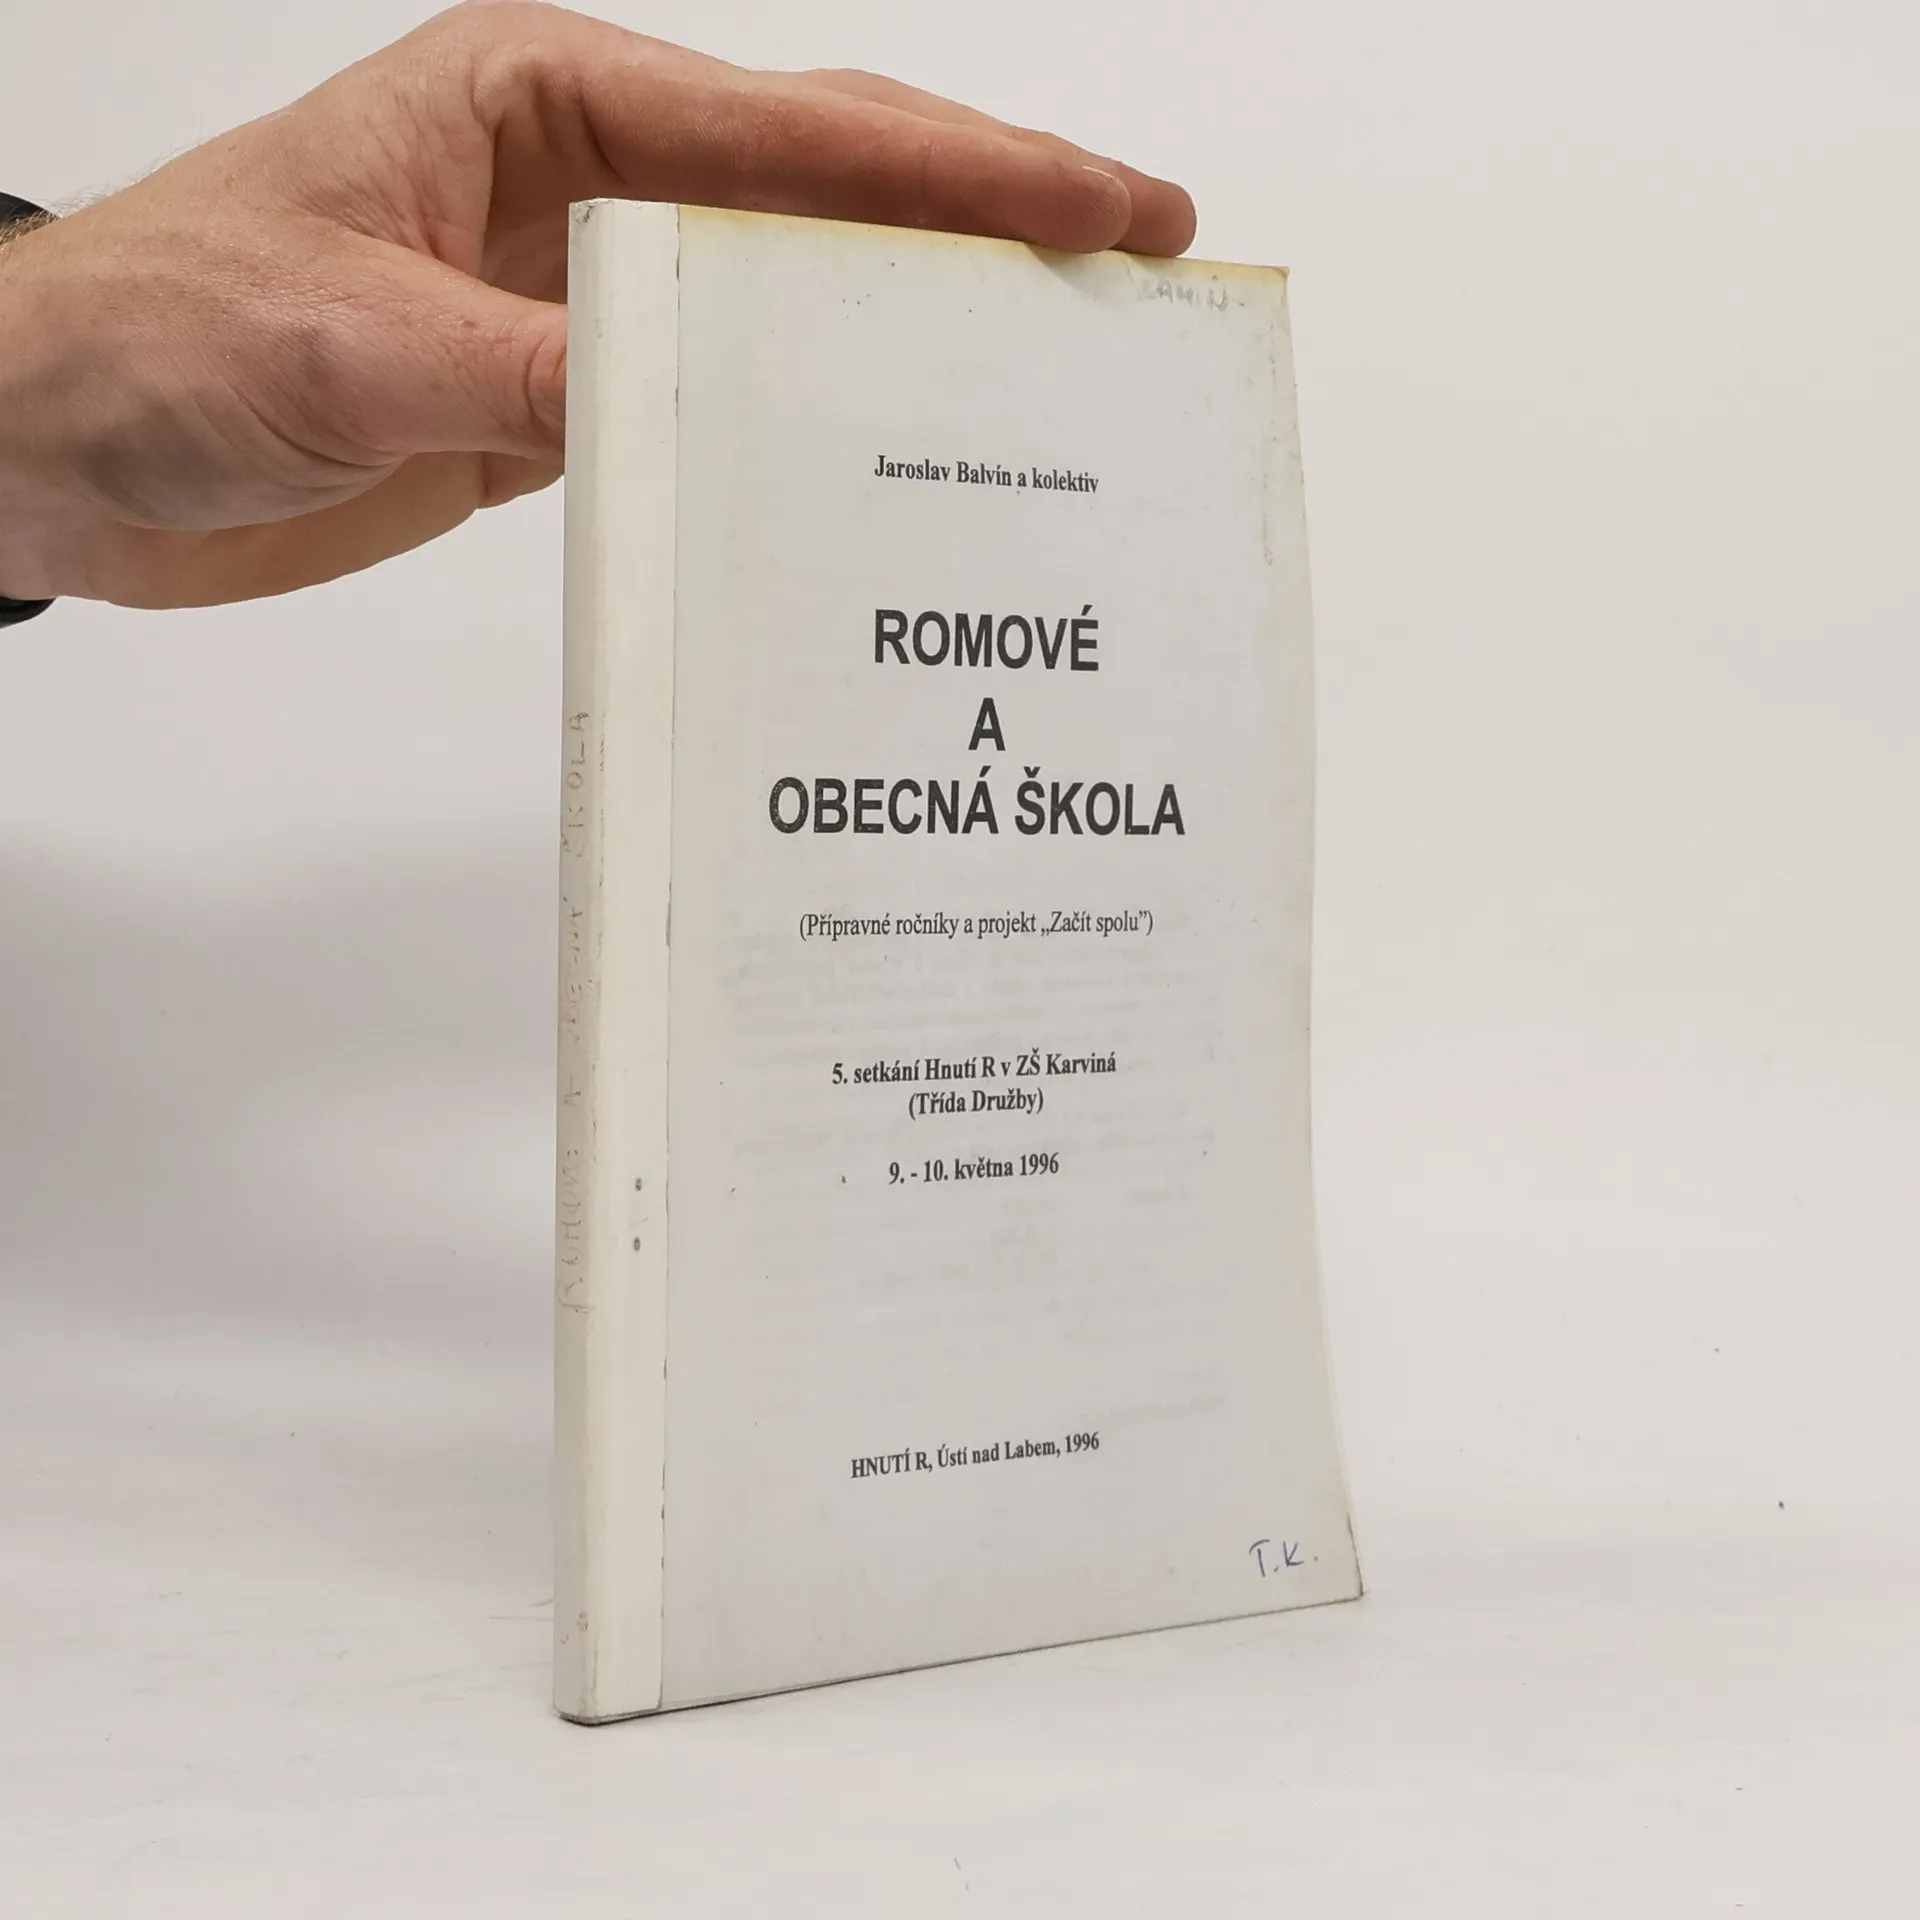 Jaroslav Balvín a kolektiv
ROMOVÉ
A
OBECNÁ ŠKOLA
(Přípravné ročníky a projekt „Začít spolu”)
5. setkání Hnutí R v ZŠ Karviná
(Třída Družby)
9. - 10. května 1996
HNUTÍ R, Ústí nad Labem, 1996
T.K.
ŠKOLA